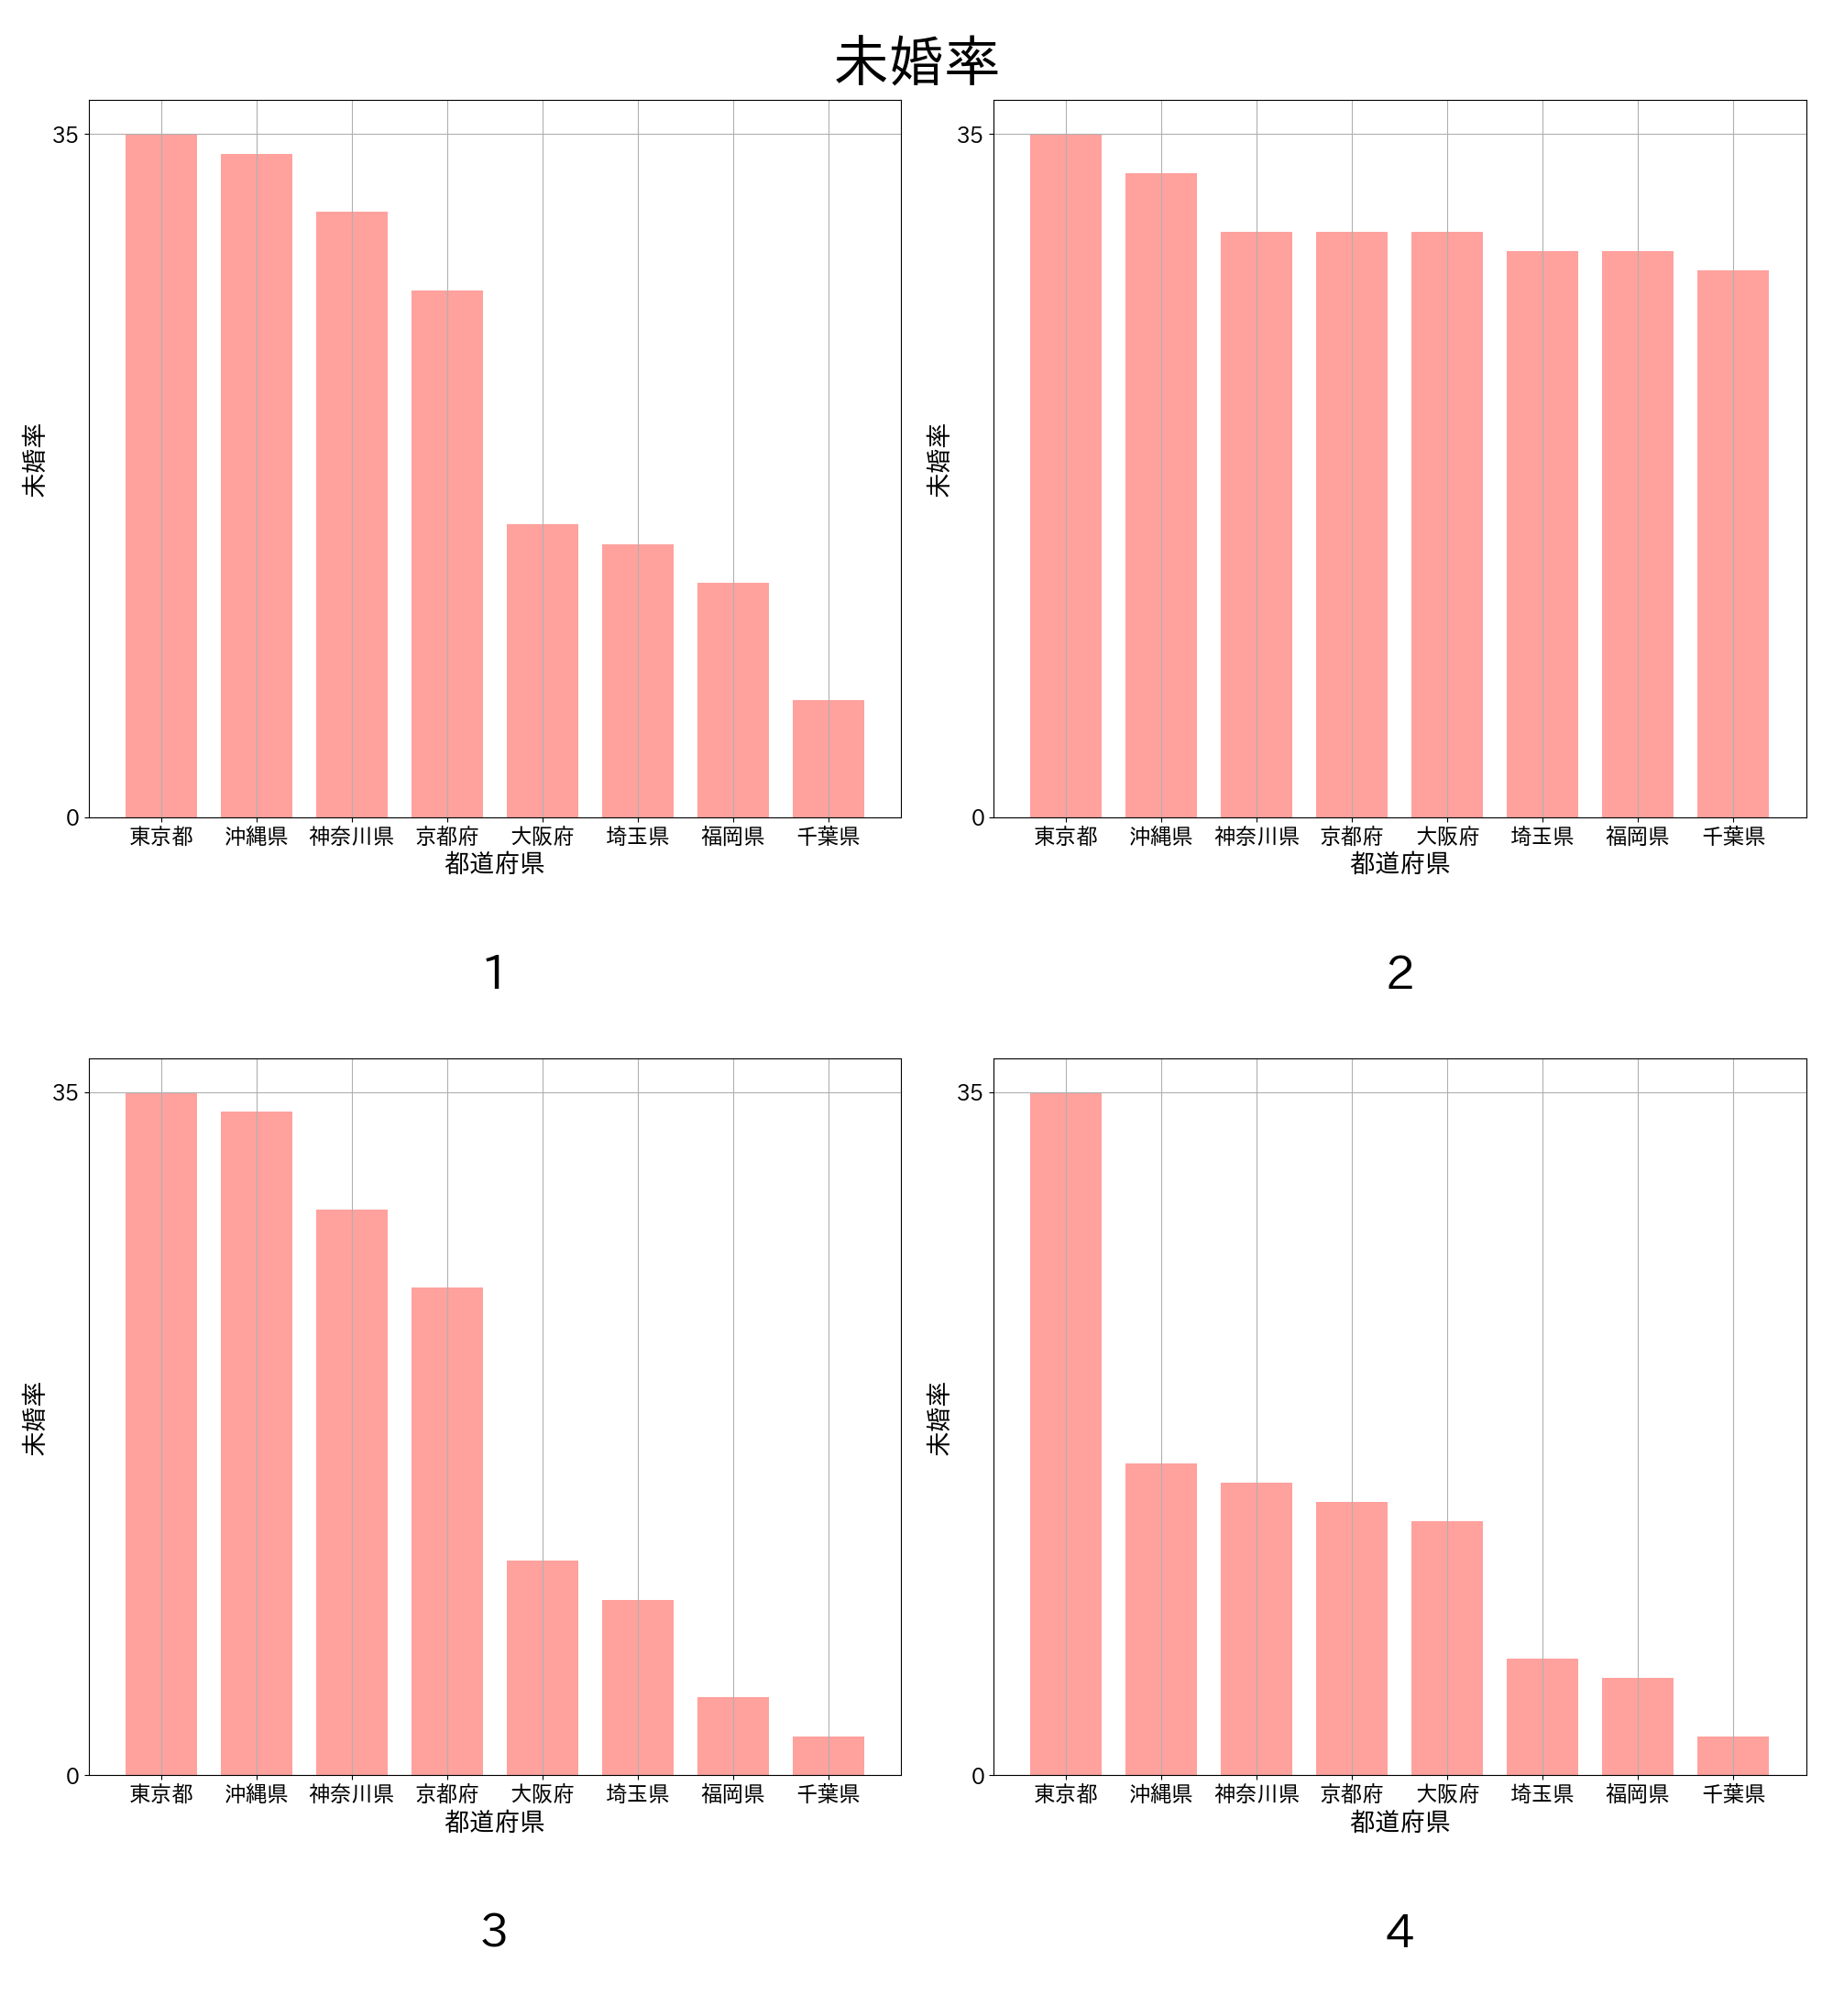 未婚率
35
0
未婚率
東京都 沖縄県 神奈川県 京都府 大阪府 埼玉県 福岡県 千葉県
都道府県
1
35
0
未婚率
東京都 沖縄県 神奈川県 京都府 大阪府 埼玉県 福岡県 千葉県
都道府県
2
35
0
未婚率
東京都 沖縄県 神奈川県 京都府 大阪府 埼玉県 福岡県 千葉県
都道府県
3
35
0
未婚率
東京都 沖縄県 神奈川県 京都府 大阪府 埼玉県 福岡県 千葉県
都道府県
4